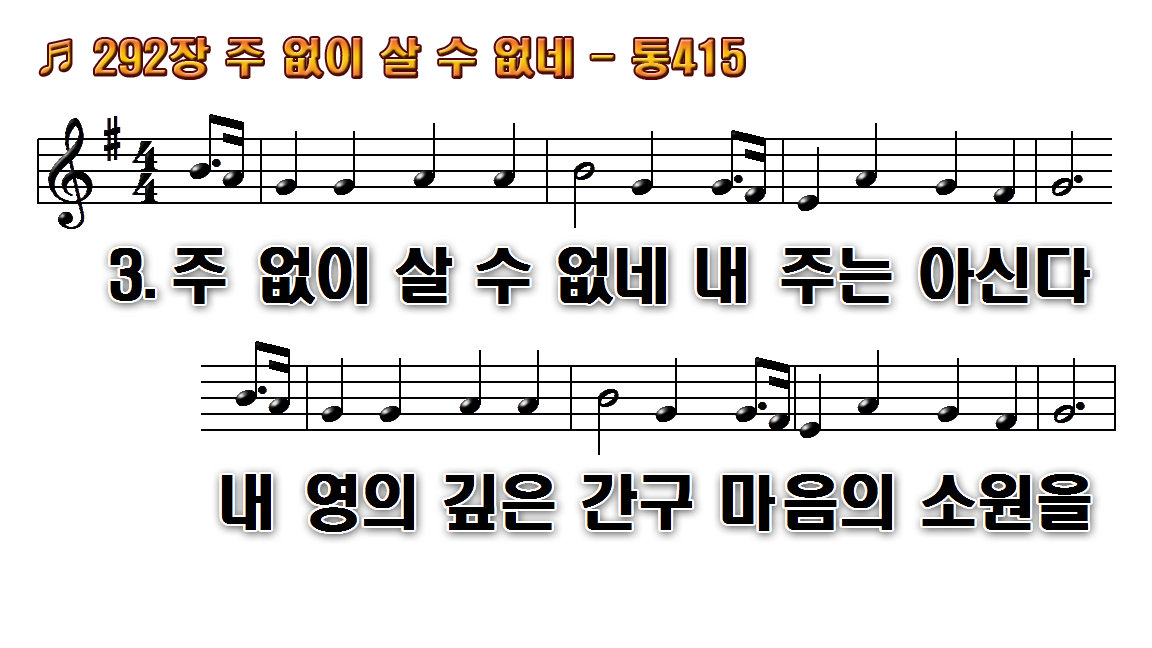 ♬ 292장 주 없이 살 수 없네 - 통415
4/4
3. 주 없이 살 수 없네 내 주는 아신다
내 영의 깊은 간구 마음의 소원을